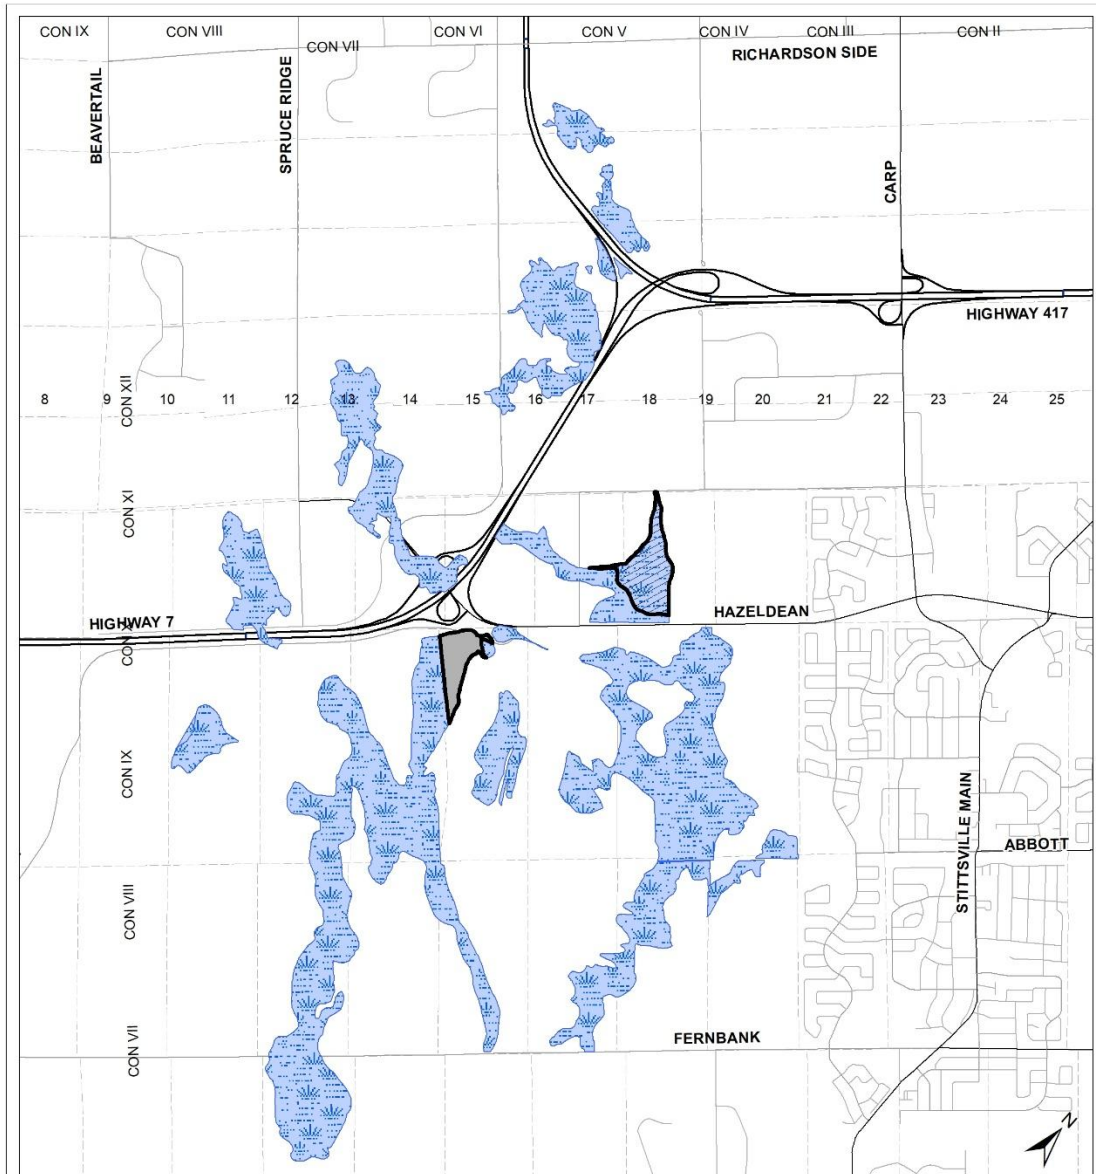 CON IX
CON VIII
CON VII
CON VI
CON V
CON IV
CON III
CON II
RICHARDSON SIDE
BEAVERTAIL
SPRUCE RIDGE
CARP
HIGHWAY 417
CON XII
8
9
10
11
12
13
14
15
16
17
18
19
20
21
22
23
24
25
CON XI
HIGHWAY 7
CON X
HAZELDEAN
CON IX
STITTSVILLE MAIN
ABBOTT
CON VIII
CON VII
FERNBANK
N